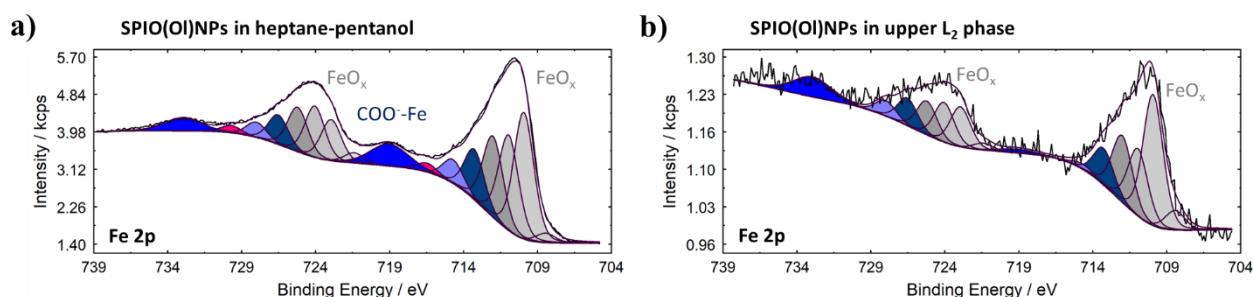 a)
SPIO(Ol)NPs in heptane-pentanol
5.70
4.84
3.98
3.12
2.26
1.40
Intensity / kcps
FeOₓ
COO⁻-Fe
FeOₓ
Fe 2p
739 734 729 724 719 714 709 704
Binding Energy / eV
b)
SPIO(Ol)NPs in upper L₂ phase
1.30
1.23
1.16
1.10
1.03
0.96
Intensity / kcps
FeOₓ
FeOₓ
Fe 2p
739 734 729 724 719 714 709 704
Binding Energy / eV